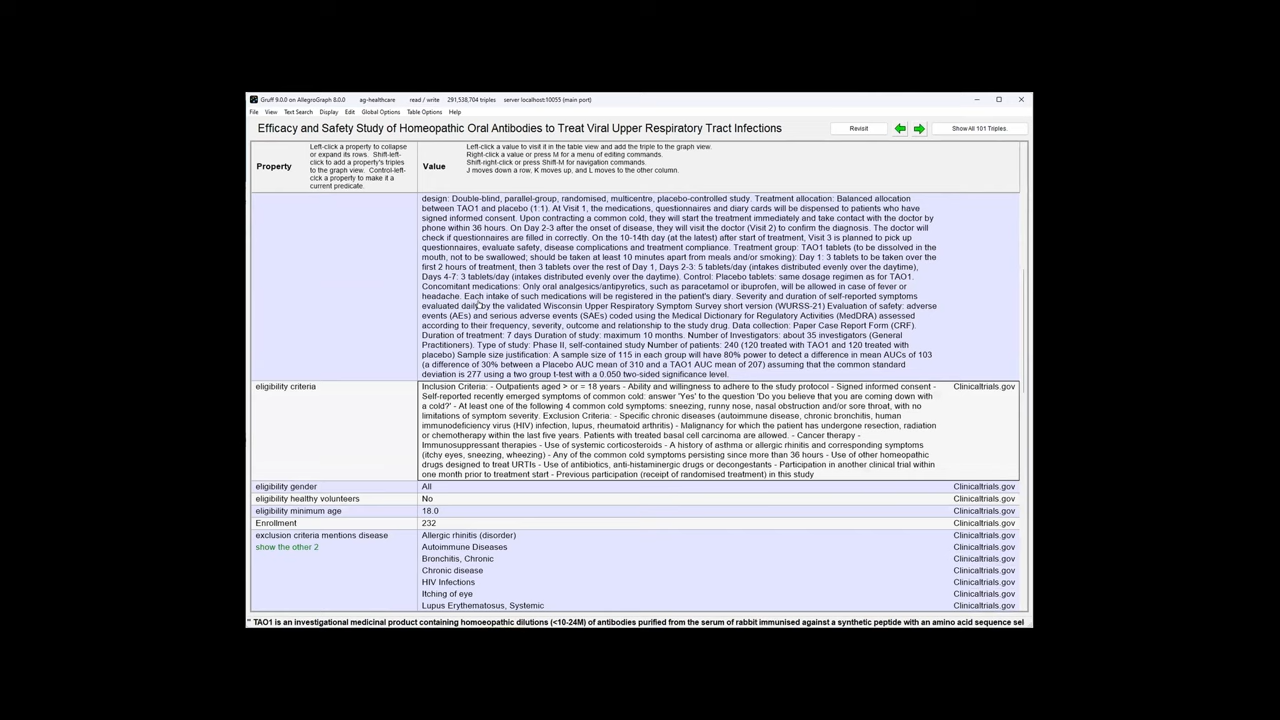 Gruff 9.0.0 on AllegroGraph 8.0.0 ag-healthcare read / write 291,538,704 triples server localhost:10055 (main port)
File View Text Search Display Edit Global Options Table Options Help
Efficacy and Safety Study of Homeopathic Oral Antibodies to Treat Viral Upper Respiratory Tract Infections
Revisit
Show All 101 Triples.
Property
Left-click a property to collapse
or expand its rows. Shift-left-
click to add a property's triples
to the graph view. Control-left-
click a property to make it a
current predicate.
Value
Left-click a value to visit it in the table view and add the triple to the graph view.
Right-click a value or press M for a menu of editing commands.
Shift-right-click or press Shift-M for navigation commands.
J moves down a row, K moves up, and L moves to the other column.
design: Double-blind, parallel-group, randomised, multicentre, placebo-controlled study. Treatment allocation: Balanced allocation
between TAO1 and placebo (1:1). At Visit 1, the medications, questionnaires and diary cards will be dispensed to patients who have
signed informed consent. Upon contracting a common cold, they will start the treatment immediately and take contact with the doctor by
phone within 36 hours. On Day 2-3 after the onset of disease, they will visit the doctor (Visit 2) to confirm the diagnosis. The doctor will
check if questionnaires are filled in correctly. On the 10-14th day (at the latest) after start of treatment, Visit 3 is planned to pick up
questionnaires, evaluate safety, disease complications and treatment compliance. Treatment group: TAO1 tablets (to be dissolved in the
mouth, not to be swallowed; should be taken at least 10 minutes apart from meals and/or smoking): Day 1: 3 tablets to be taken over the
first 2 hours of treatment, then 3 tablets over the rest of Day 1, Days 2-3: 5 tablets/day (intakes distributed evenly over the daytime),
Days 4-7: 3 tablets/day (intakes distributed evenly over the daytime). Control: Placebo tablets: same dosage regimen as for TAO1.
Concomitant medications: Only oral analgesics/antipyretics, such as paracetamol or ibuprofen, will be allowed in case of fever or
headache. Each intake of such medications will be registered in the patient's diary. Severity and duration of self-reported symptoms
evaluated daily by the validated Wisconsin Upper Respiratory Symptom Survey short version (WURSS-21) Evaluation of safety: adverse
events (AEs) and serious adverse events (SAEs) coded using the Medical Dictionary for Regulatory Activities (MedDRA) assessed
according to their frequency, severity, outcome and relationship to the study drug. Data collection: Paper Case Report Form (CRF).
Duration of treatment: 7 days Duration of study: maximum 10 months. Number of Investigators: about 35 investigators (General
Practitioners). Type of study: Phase II, self-contained study Number of patients: 240 (120 treated with TAO1 and 120 treated with
placebo) Sample size justification: A sample size of 115 in each group will have 80% power to detect a difference in mean AUCs of 103
(a difference of 30% between a Placebo AUC mean of 310 and a TAO1 AUC mean of 207) assuming that the common standard
deviation is 277 using a two group t-test with a 0.050 two-sided significance level.
eligibility criteria
Inclusion Criteria: - Outpatients aged > or = 18 years - Ability and willingness to adhere to the study protocol - Signed informed consent -
Self-reported recently emerged symptoms of common cold: answer 'Yes' to the question 'Do you believe that you are coming down with
a cold?' - At least one of the following 4 common cold symptoms: sneezing, runny nose, nasal obstruction and/or sore throat, with no
limitations of symptom severity. Exclusion Criteria: - Specific chronic diseases (autoimmune disease, chronic bronchitis, human
immunodeficiency virus (HIV) infection, lupus, rheumatoid arthritis) - Malignancy for which the patient has undergone resection, radiation
or chemotherapy within the last five years. Patients with treated basal cell carcinoma are allowed. - Cancer therapy -
Immunosuppressant therapies - Use of systemic corticosteroids - A history of asthma or allergic rhinitis and corresponding symptoms
(itchy eyes, sneezing, wheezing) - Any of the common cold symptoms persisting since more than 36 hours - Use of other homeopathic
drugs designed to treat URTIs - Use of antibiotics, anti-histaminergic drugs or decongestants - Participation in another clinical trial within
one month prior to treatment start - Previous participation (receipt of randomised treatment) in this study
Clinicaltrials.gov
eligibility gender All Clinicaltrials.gov
eligibility healthy volunteers No Clinicaltrials.gov
eligibility minimum age 18.0 Clinicaltrials.gov
Enrollment 232 Clinicaltrials.gov
exclusion criteria mentions disease Allergic rhinitis (disorder) Clinicaltrials.gov
show the other 2 Autoimmune Diseases Clinicaltrials.gov
Bronchitis, Chronic Clinicaltrials.gov
Chronic disease Clinicaltrials.gov
HIV Infections Clinicaltrials.gov
Itching of eye Clinicaltrials.gov
Lupus Erythematosus, Systemic Clinicaltrials.gov
" TAO1 is an investigational medicinal product containing homoeopathic dilutions (<10-24M) of antibodies purified from the serum of rabbit immunised against a synthetic peptide with an amino acid sequence sel